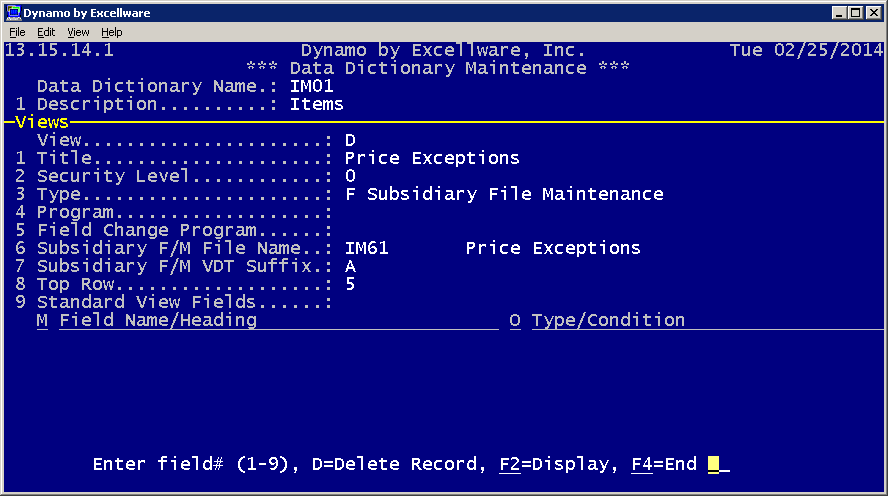 Dynamo by Excellware
File Edit View Help
13.15.14.1 Dynamo by Excellware, Inc. Tue 02/25/2014
*** Data Dictionary Maintenance ***
Data Dictionary Name.: IM01
1 Description..........: Items
Views
View......................: D
1 Title.....................: Price Exceptions
2 Security Level............: 0
3 Type......................: F Subsidiary File Maintenance
4 Program...................:
5 Field Change Program......:
6 Subsidiary F/M File Name..: IM61 Price Exceptions
7 Subsidiary F/M VDT Suffix.: A
8 Top Row...................: 5
9 Standard View Fields......:
M Field Name/Heading O Type/Condition
Enter field# (1-9), D=Delete Record, F2=Display, F4=End _